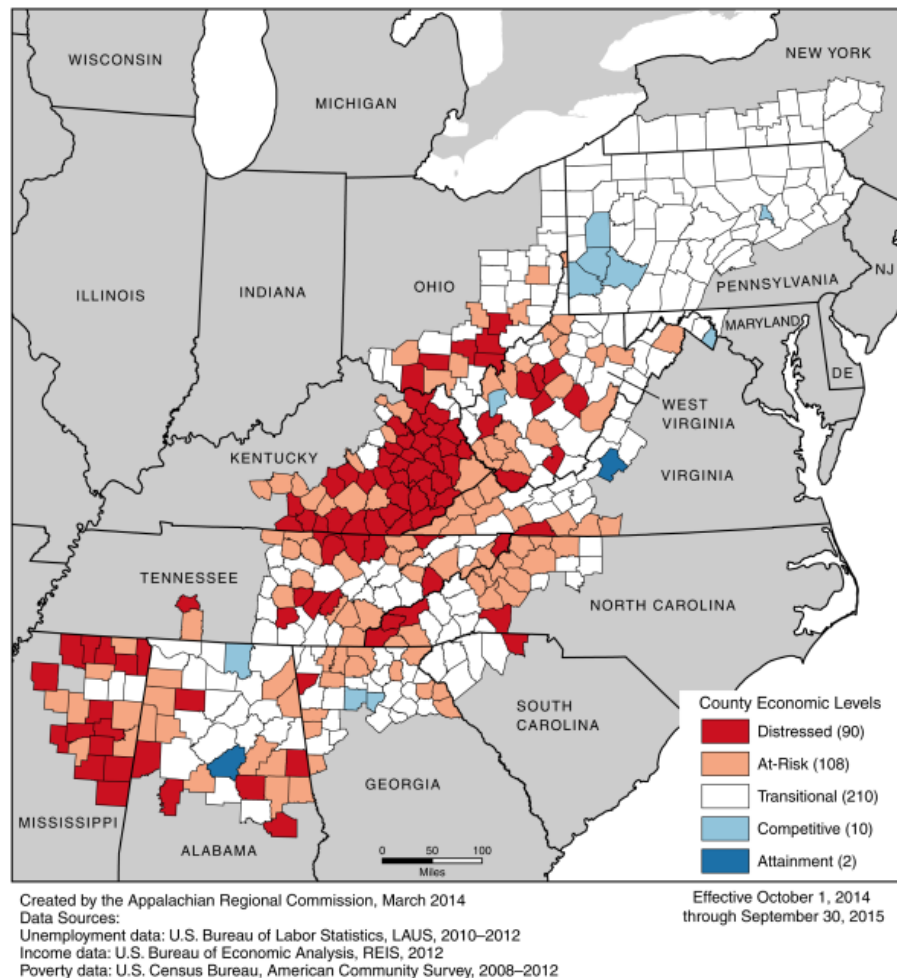 WISCONSIN
NEW YORK
MICHIGAN
ILLINOIS
INDIANA
OHIO
PENNSYLVANIA
NJ
MARYLAND
DE
WEST
VIRGINIA
KENTUCKY
VIRGINIA
TENNESSEE
NORTH CAROLINA
SOUTH
CAROLINA
GEORGIA
MISSISSIPPI
ALABAMA
0 50 100
Miles
County Economic Levels
Distressed (90)
At-Risk (108)
Transitional (210)
Competitive (10)
Attainment (2)
Created by the Appalachian Regional Commission, March 2014
Data Sources:
Unemployment data: U.S. Bureau of Labor Statistics, LAUS, 2010–2012
Income data: U.S. Bureau of Economic Analysis, REIS, 2012
Poverty data: U.S. Census Bureau, American Community Survey, 2008–2012
Effective October 1, 2014
through September 30, 2015